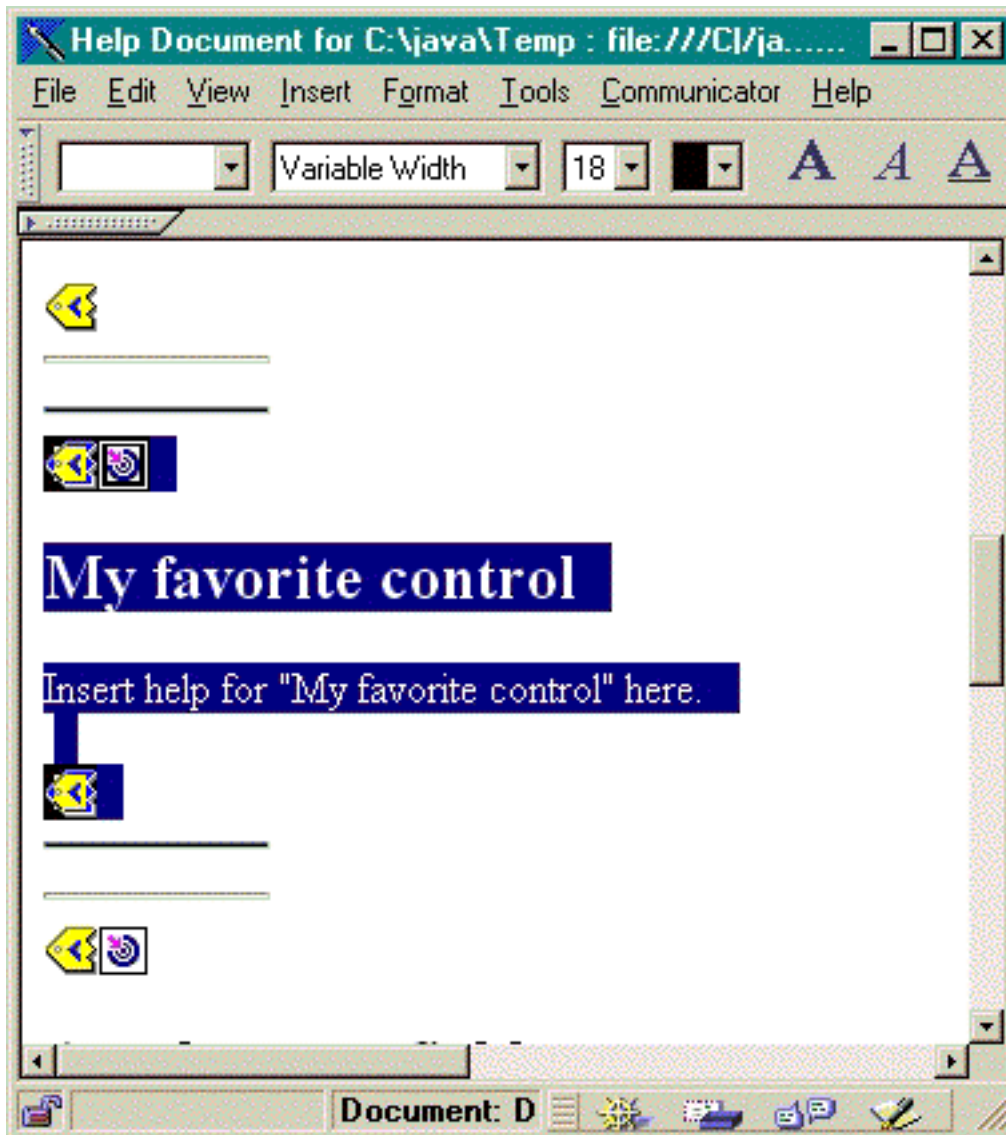 Help Document for C:\java\Temp : file:///C|/ja......
File Edit View Insert Format Tools Communicator Help
Variable Width 18 A A A
My favorite control
Insert help for "My favorite control" here.
Document: D